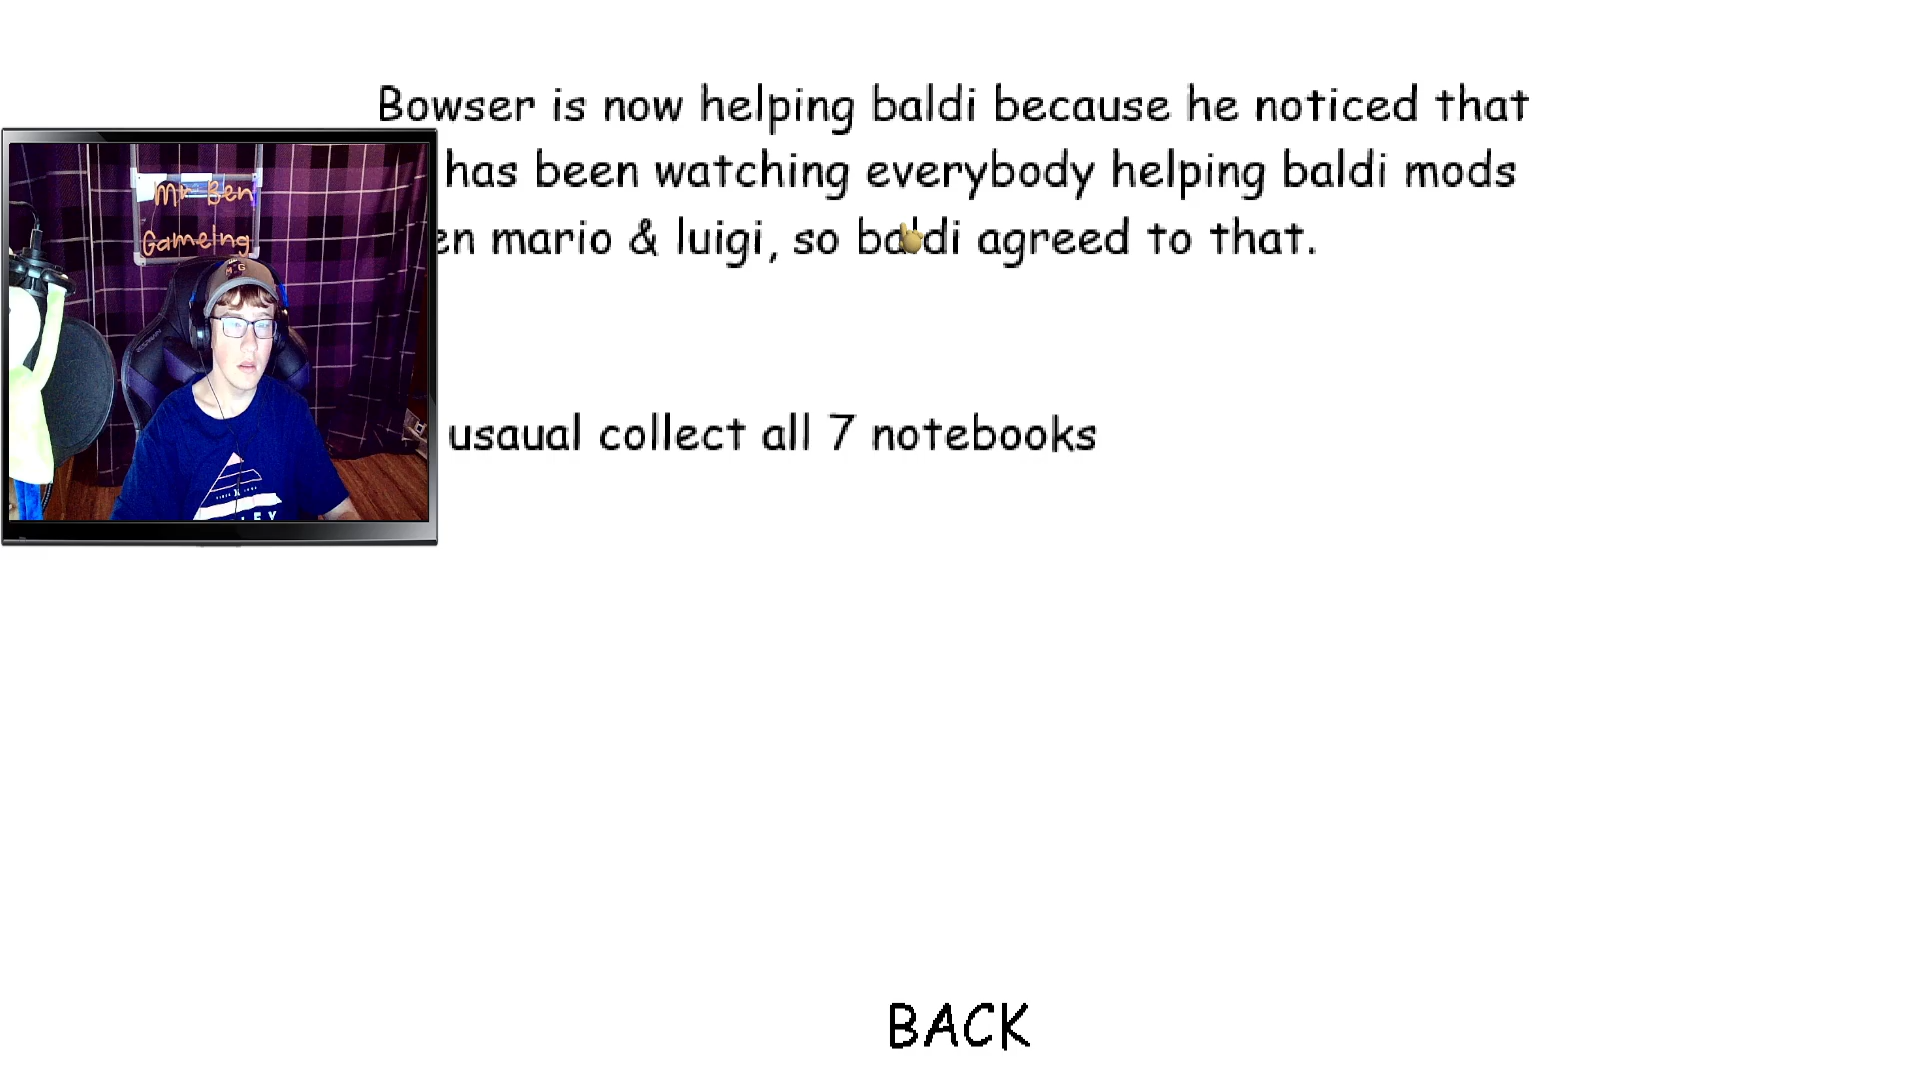 Bowser is now helping baldi because he noticed that
has been watching everybody helping baldi mods
en mario & luigi, so baldi agreed to that.
Mr Ben
GameIng
M G
usaual collect all 7 notebooks
BACK